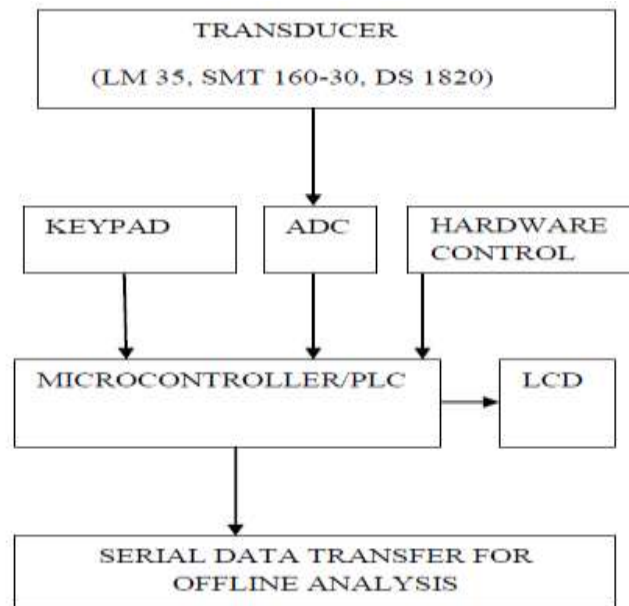 TRANSDUCER
(LM 35, SMT 160-30, DS 1820)
KEYPAD
ADC
HARDWARE
CONTROL
MICROCONTROLLER/PLC
LCD
SERIAL DATA TRANSFER FOR
OFFLINE ANALYSIS